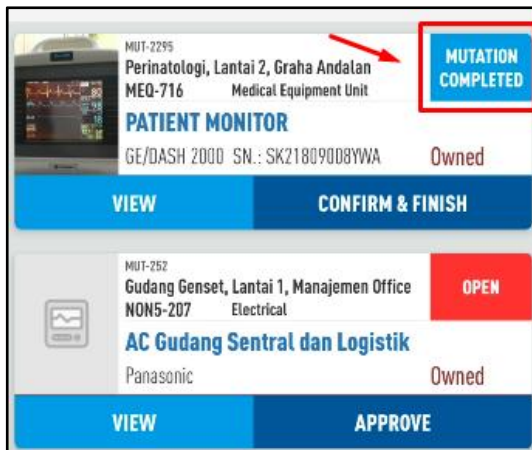 MUT-2295
Perinatologi, Lantai 2, Graha Andalan
MEQ-716 Medical Equipment Unit
MUTATION
COMPLETED
PATIENT MONITOR
GE/DASH 2000 SN.: SK21809008YWA Owned
VIEW CONFIRM & FINISH
MUT-252
Gudang Genset, Lantai 1, Manajemen Office
NON5-207 Electrical
OPEN
AC Gudang Sentral dan Logistik
Panasonic Owned
VIEW APPROVE